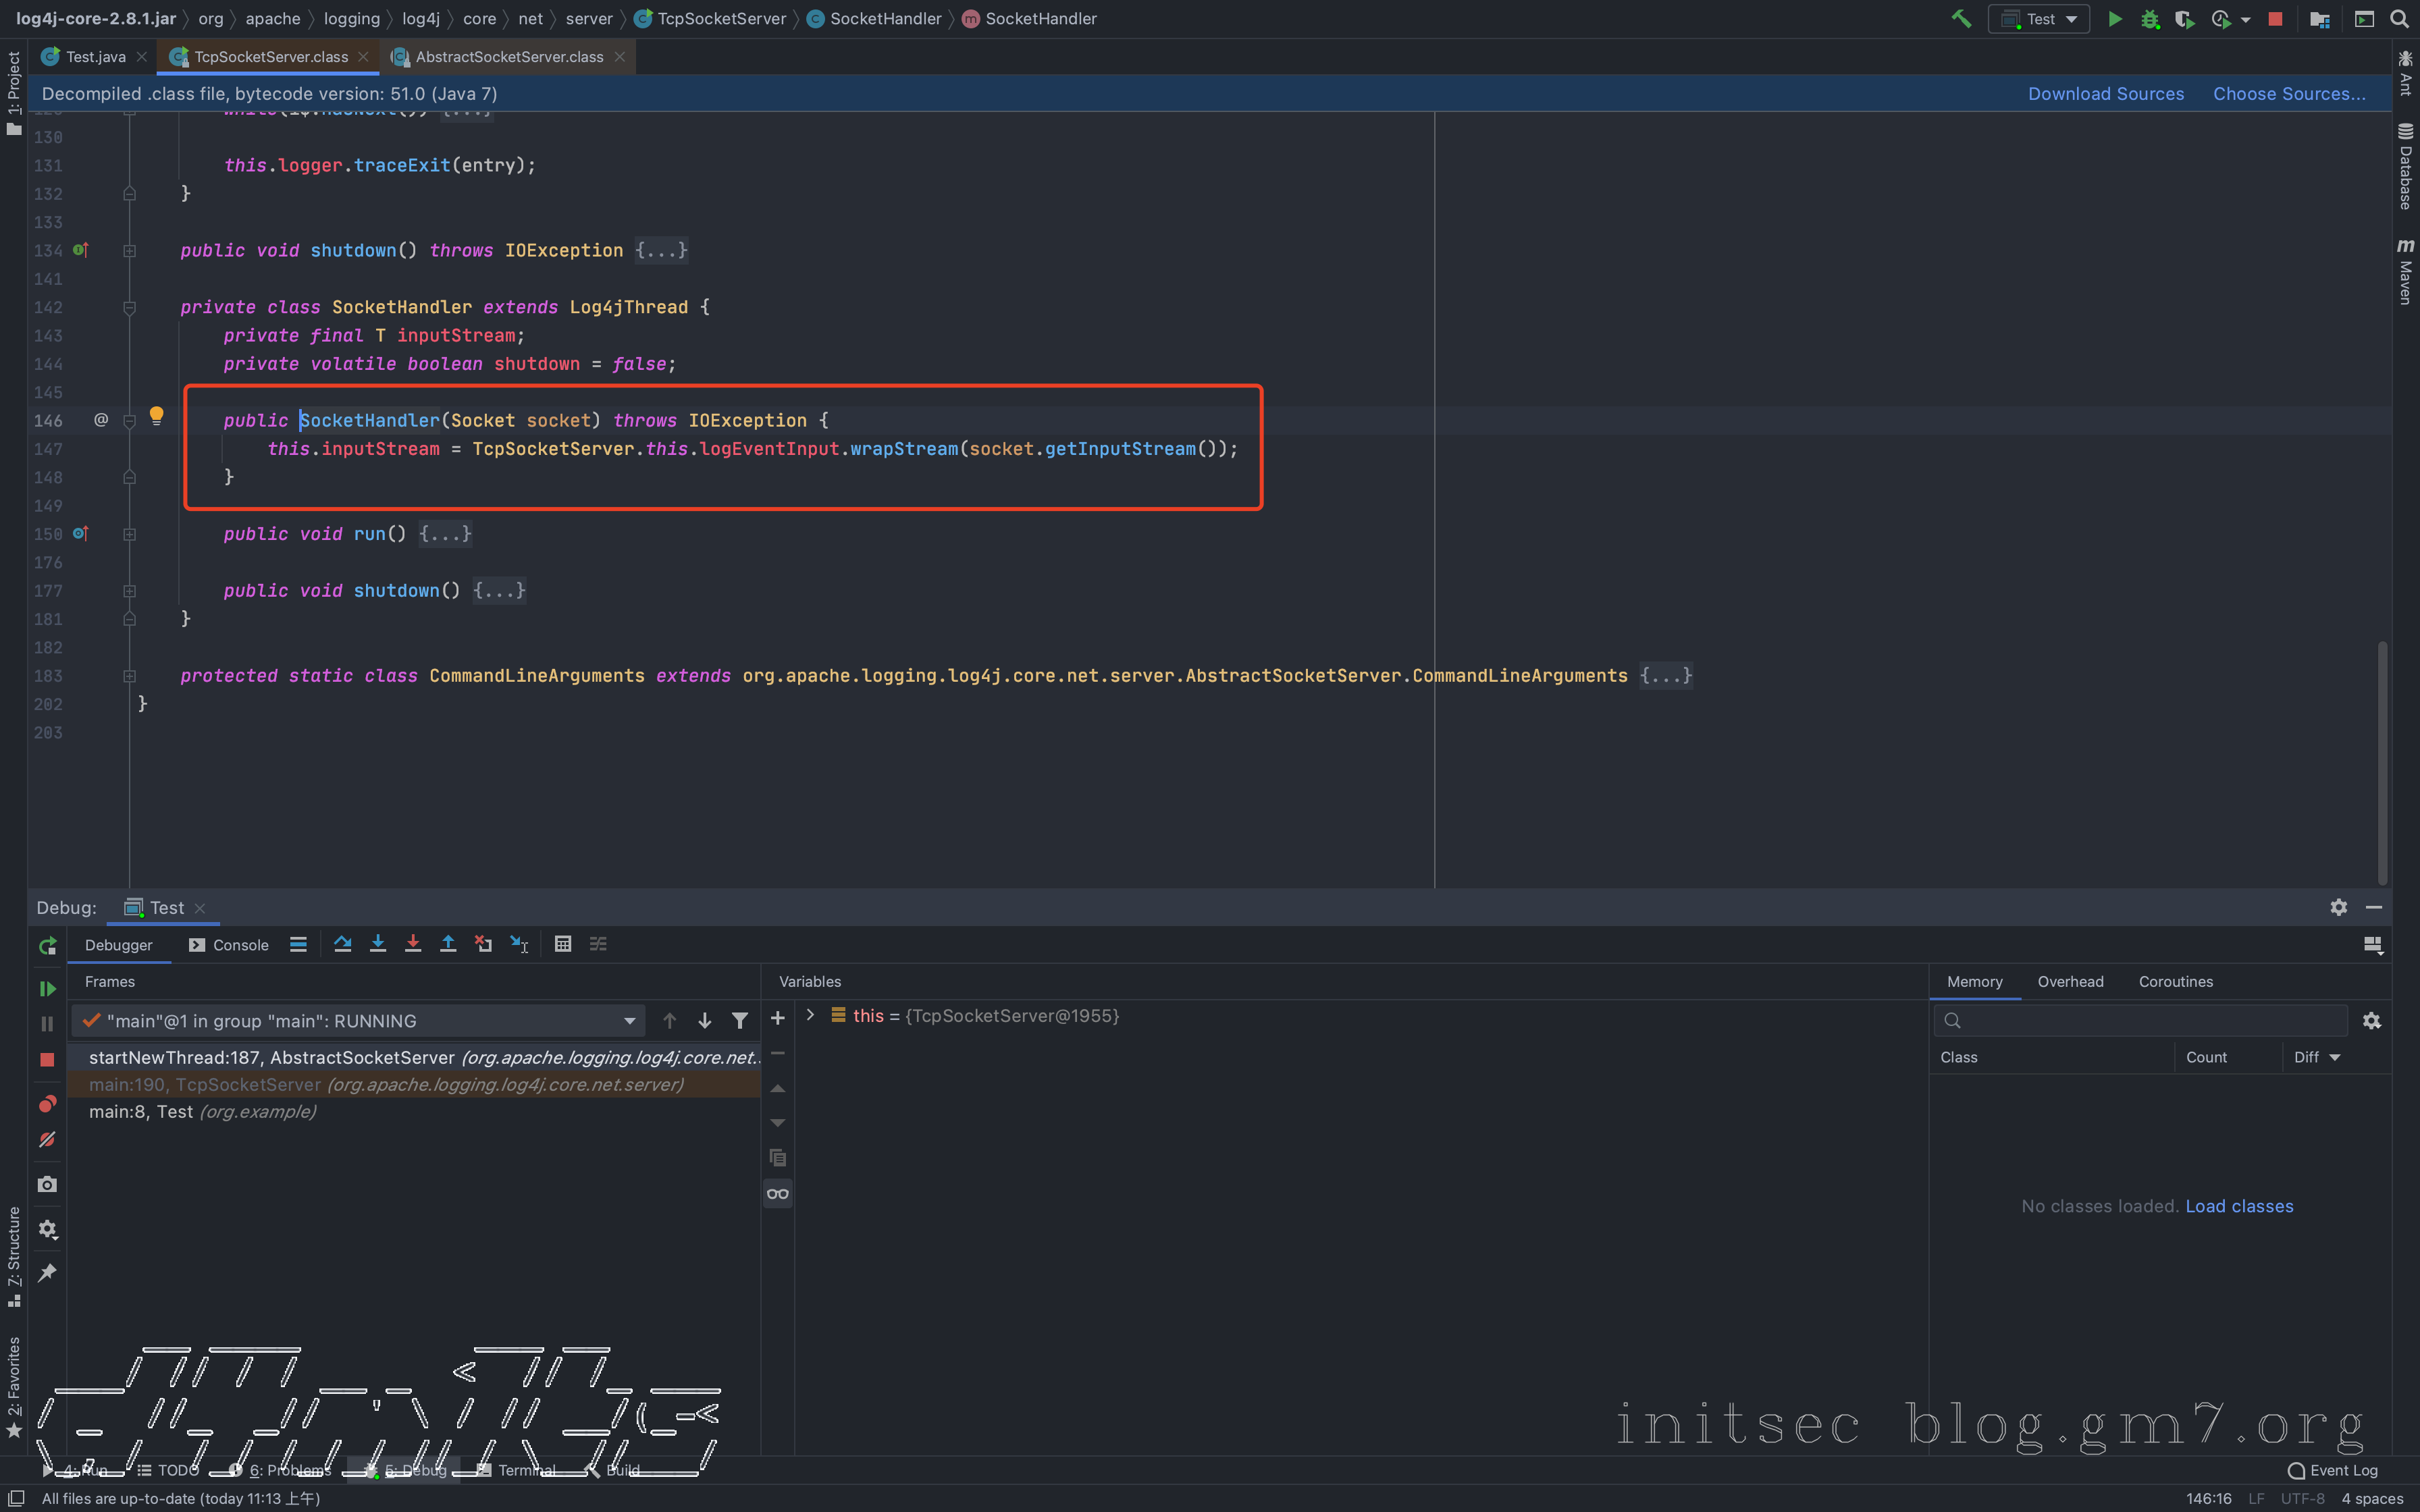 log4j-core-2.8.1.jar org apache logging log4j core net server TcpSocketServer SocketHandler SocketHandler Test
Test.java TcpSocketServer.class AbstractSocketServer.class
Decompiled .class file, bytecode version: 51.0 (Java 7) Download Sources Choose Sources...
130
131 this.logger.traceExit(entry);
132 }
133
134 public void shutdown() throws IOException {...}
141
142 private class SocketHandler extends Log4jThread {
143 private final T inputStream;
144 private volatile boolean shutdown = false;
145
146 @ public SocketHandler(Socket socket) throws IOException {
147 this.inputStream = TcpSocketServer.this.logEventInput.wrapStream(socket.getInputStream());
148 }
149
150 public void run() {...}
176
177 public void shutdown() {...}
181 }
182
183 protected static class CommandLineArguments extends org.apache.logging.log4j.core.net.server.AbstractSocketServer.CommandLineArguments {...}
202 }
203
1: Project
7: Structure
2: Favorites
Ant
Database
Maven
Debug: Test
Debugger Console
Frames
"main"@1 in group "main": RUNNING
startNewThread:187, AbstractSocketServer (org.apache.logging.log4j.core.net.
main:190, TcpSocketServer (org.apache.logging.log4j.core.net.server)
main:8, Test (org.example)
Variables
this = {TcpSocketServer@1955}
Memory Overhead Coroutines
Class Count Diff
No classes loaded. Load classes
initsec blog.gm7.org
4: Run TODO 6: Problems 5: Debug Terminal Build Event Log
All files are up-to-date (today 11:13 上午) 146:16 LF UTF-8 4 spaces